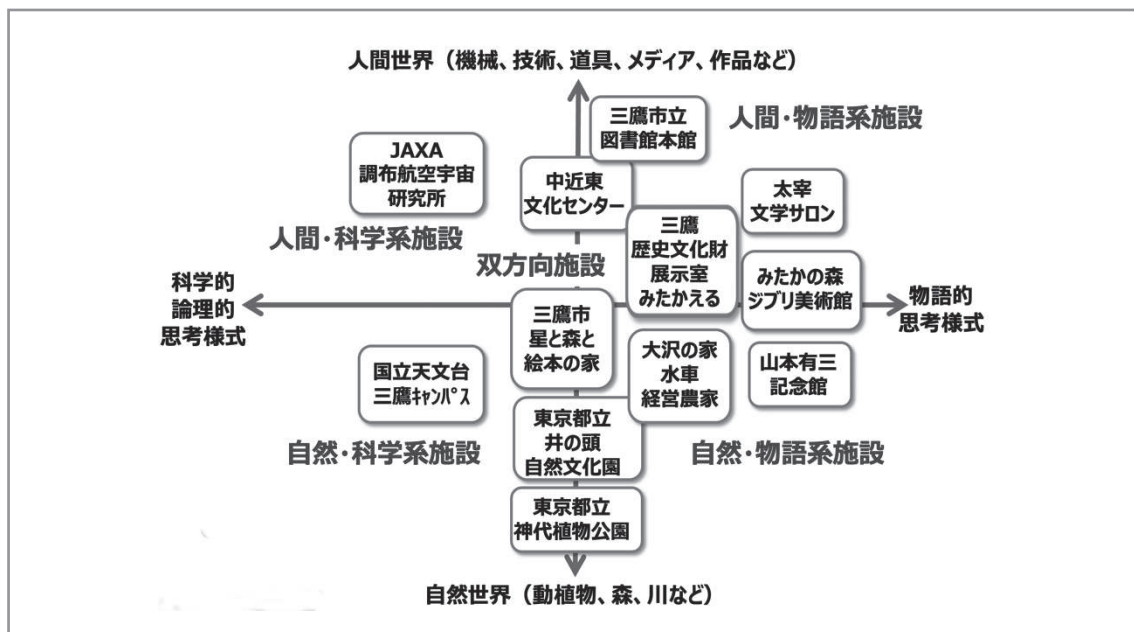 人間世界（機械、技術、道具、メディア、作品など）
三鷹市立
図書館本館
人間・物語系施設
JAXA
調布航空宇宙
研究所
中近東
文化センター
太宰
文学サロン
人間・科学系施設
三鷹
歴史文化財
展示室
みたかえる
双方向施設
科学的
論理的
思考様式
みたかの森
ジブリ美術館
物語的
思考様式
三鷹市
星と森と
絵本の家
国立天文台
三鷹ｷｬﾝﾊﾟｽ
大沢の家
水車
経営農家
山本有三
記念館
東京都立
井の頭
自然文化園
自然・科学系施設
自然・物語系施設
東京都立
神代植物公園
自然世界（動植物、森、川など）